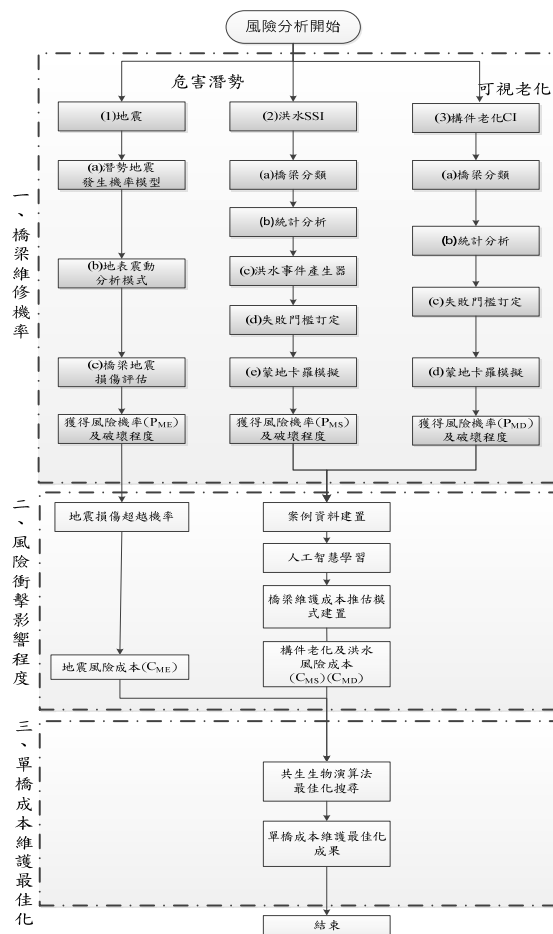 風險分析開始
危害潛勢
可視老化
一、橋梁維修機率
(1)地震
(a)潛勢地震
發生機率模型
(b)地表震動
分析模式
(c)橋梁地震
損傷評估
獲得風險機率(PME)
及破壞程度
(2)洪水SSI
(a)橋梁分類
(b)統計分析
(c)洪水事件產生器
(d)失敗門檻訂定
(e)蒙地卡羅模擬
獲得風險機率(PMS)
及破壞程度
(3)構件老化CI
(a)橋梁分類
(b)統計分析
(c)失敗門檻訂定
(d)蒙地卡羅模擬
獲得風險機率(PMD)
及破壞程度
二、風險衝擊影響程度
地震損傷超越機率
地震風險成本(CME)
案例資料建置
人工智慧學習
橋梁維護成本推估模
式建置
構件老化及洪水
風險成本
(CMS)(CMD)
三、單橋成本維護最佳化
共生生物演算法
最佳化搜尋
單橋成本維護最佳化
成果
結束